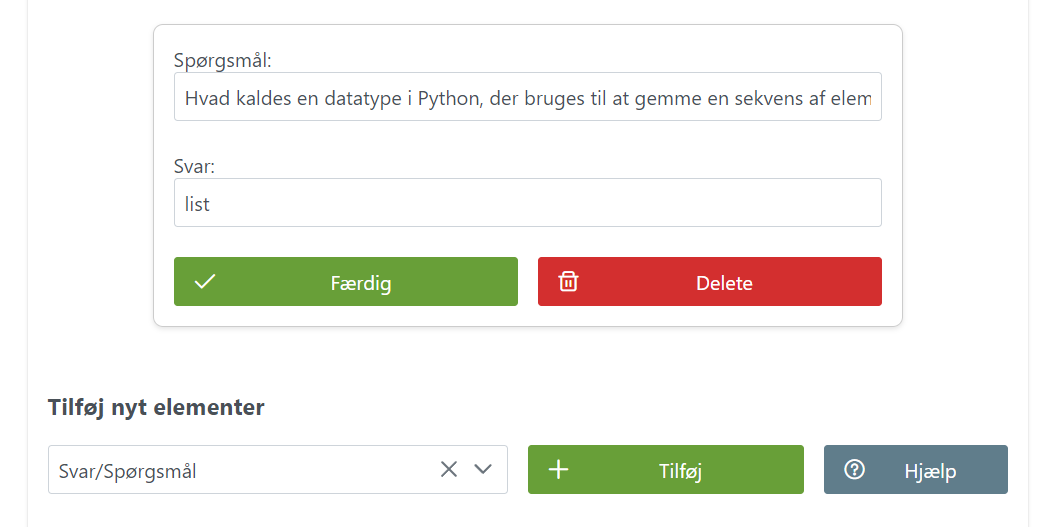 Spørgsmål:
Hvad kaldes en datatype i Python, der bruges til at gemme en sekvens af elem
Svar:
list
Færdig
Delete
Tilføj nyt elementer
Svar/Spørgsmål
Tilføj
Hjælp